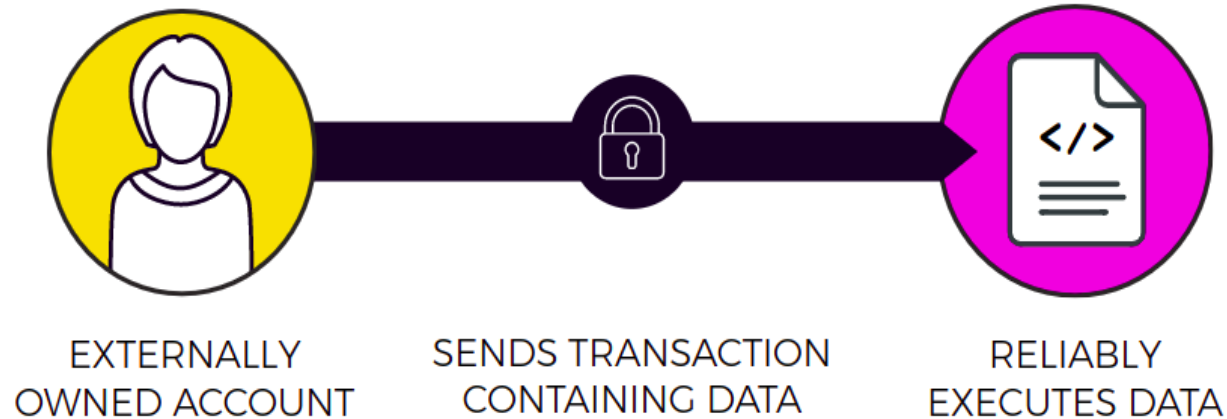 </>
EXTERNALLY
OWNED ACCOUNT
SENDS TRANSACTION
CONTAINING DATA
RELIABLY
EXECUTES DATA